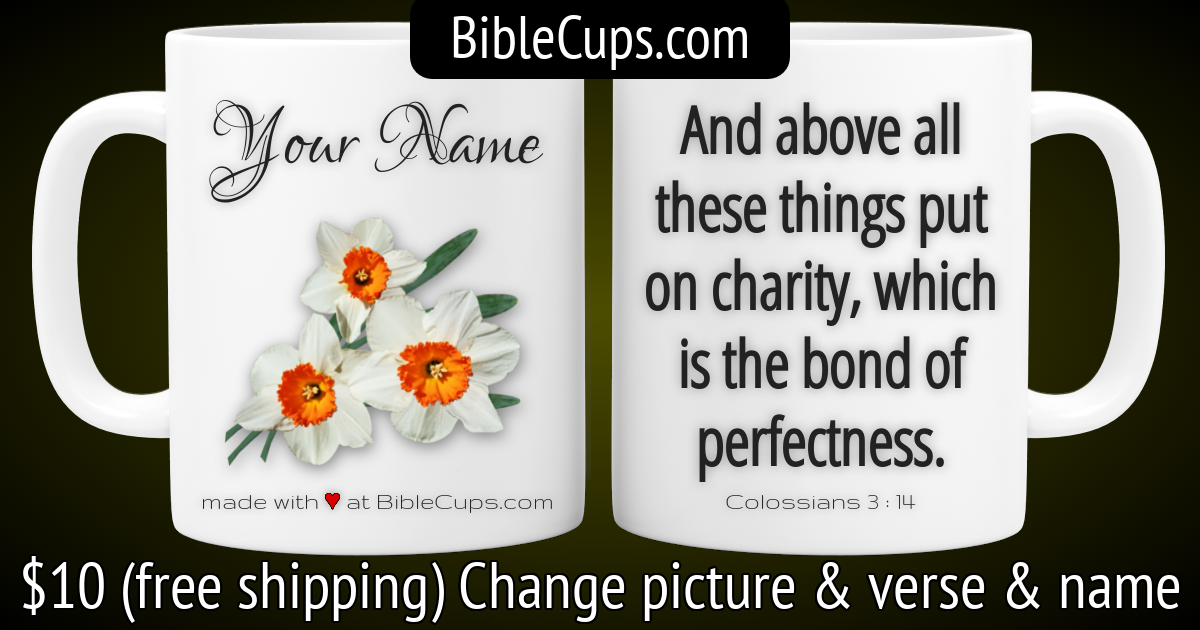 BibleCups.com
Your Name
made with ♥ at BibleCups.com
And above all
these things put
on charity, which
is the bond of
perfectness.
Colossians 3 : 14
$10 (free shipping) Change picture & verse & name